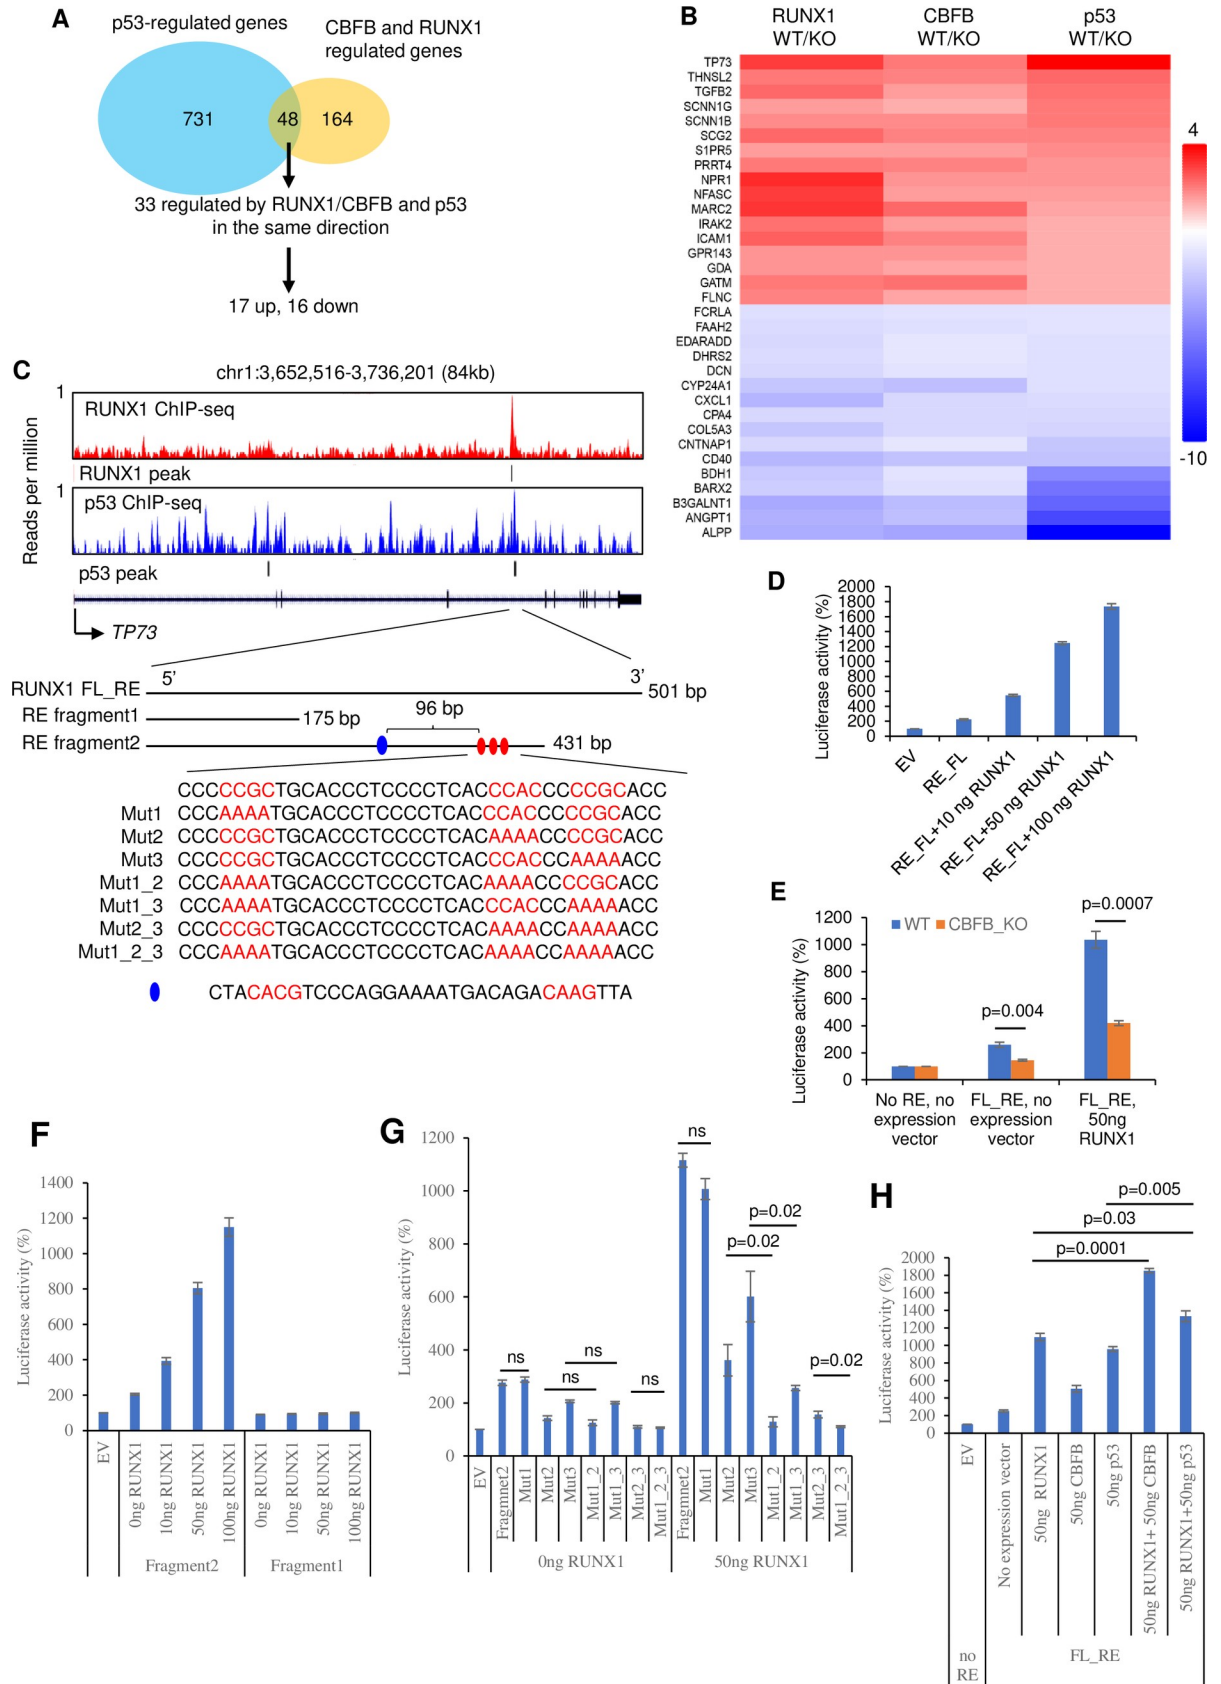 A
p53-regulated genes
CBFB and RUNX1
regulated genes
731
48
164
33 regulated by RUNX1/CBFB and p53
in the same direction
17 up, 16 down
B
RUNX1
WT/KO
CBFB
WT/KO
p53
WT/KO
TP73
THNSL2
TGFB2
SCNN1G
SCNN1B
SCG2
S1PR5
PRRT4
NPR1
NFASC
MARC2
IRAK2
ICAM1
GPR143
GDA
GATM
FLNC
FCRLA
FAAH2
EDARADD
DHRS2
DCN
CYP24A1
CXCL1
CPA4
COL5A3
CNTNAP1
CD40
BDH1
BARX2
B3GALNT1
ANGPT1
ALPP
4
-10
C
chr1:3,652,516-3,736,201 (84kb)
Reads per million
1
RUNX1 ChIP-seq
RUNX1 peak
1
p53 ChIP-seq
p53 peak
TP73
5’
3’
RUNX1 FL_RE
501 bp
RE fragment1
175 bp
96 bp
RE fragment2
431 bp
CCCCCGCTGCACCCTCCCCTCACCCACCCCCGCACC
Mut1 CCCAAAATGCACCCTCCCCTCACCCACCCCCGCACC
Mut2 CCCCCGCTGCACCCTCCCCTCACAAAACCCCGCACC
Mut3 CCCCCGCTGCACCCTCCCCTCACCCACCCAAAAACC
Mut1_2 CCCAAAATGCACCCTCCCCTCACAAAACCCCGCACC
Mut1_3 CCCAAAATGCACCCTCCCCTCACCCACCCAAAAACC
Mut2_3 CCCCCGCTGCACCCTCCCCTCACAAAACCAAAAACC
Mut1_2_3 CCCAAAATGCACCCTCCCCTCACAAAACCAAAAACC
CTACACGTCCCAGGAAAATGACAGACAAGTTA
D
Luciferase activity (%)
2000
1800
1600
1400
1200
1000
800
600
400
200
0
EV
RE_FL
RE_FL+10 ng RUNX1
RE_FL+50 ng RUNX1
RE_FL+100 ng RUNX1
E
Luciferase activity (%)
1200
1000
800
600
400
200
0
WT
CBFB_KO
p=0.004
p=0.0007
No RE, no
expression
vector
FL_RE, no
expression
vector
FL_RE,
50ng
RUNX1
F
Luciferase activity (%)
1400
1200
1000
800
600
400
200
0
EV
0ng RUNX1
10ng RUNX1
50ng RUNX1
100ng RUNX1
0ng RUNX1
10ng RUNX1
50ng RUNX1
100ng RUNX1
Fragment2
Fragment1
G
Luciferase activity (%)
1200
1000
800
600
400
200
0
ns
ns
ns
ns
ns
p=0.02
p=0.02
p=0.02
EV
Fragmnet2
Mut1
Mut2
Mut3
Mut1_2
Mut1_3
Mut2_3
Mut1_2_3
Fragmnet2
Mut1
Mut2
Mut3
Mut1_2
Mut1_3
Mut2_3
Mut1_2_3
0ng RUNX1
50ng RUNX1
H
Luciferase activity (%)
2000
1800
1600
1400
1200
1000
800
600
400
200
0
p=0.005
p=0.03
p=0.0001
EV
No expression vector
50ng RUNX1
50ng CBFB
50ng p53
50ng RUNX1+ 50ng CBFB
50ng RUNX1+50ng p53
no
RE
FL_RE